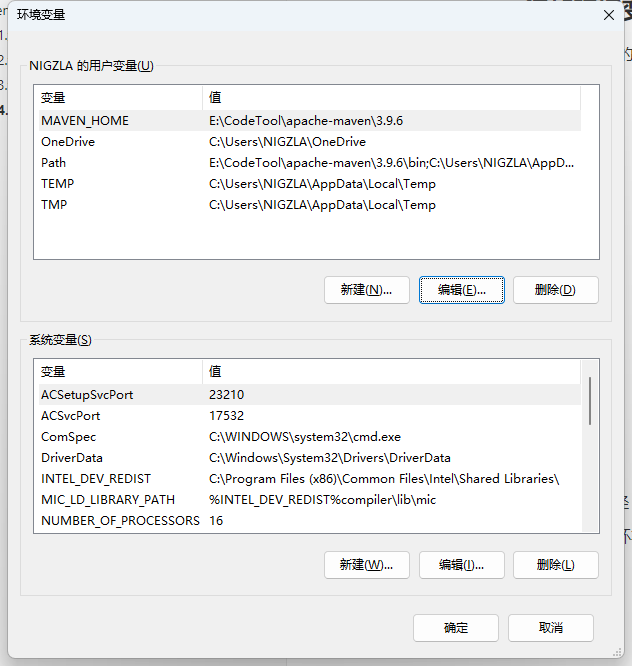 环境变量
NIGZLA 的用户变量(U)
变量 值
MAVEN_HOME E:\CodeTool\apache-maven\3.9.6
OneDrive C:\Users\NIGZLA\OneDrive
Path E:\CodeTool\apache-maven\3.9.6\bin;C:\Users\NIGZLA\AppD...
TEMP C:\Users\NIGZLA\AppData\Local\Temp
TMP C:\Users\NIGZLA\AppData\Local\Temp
新建(N)... 编辑(E)... 删除(D)
系统变量(S)
变量 值
ACSetupSvcPort 23210
ACSvcPort 17532
ComSpec C:\WINDOWS\system32\cmd.exe
DriverData C:\Windows\System32\Drivers\DriverData
INTEL_DEV_REDIST C:\Program Files (x86)\Common Files\Intel\Shared Libraries\
MIC_LD_LIBRARY_PATH %INTEL_DEV_REDIST%compiler\lib\mic
NUMBER_OF_PROCESSORS 16
新建(W)... 编辑(I)... 删除(L)
确定 取消